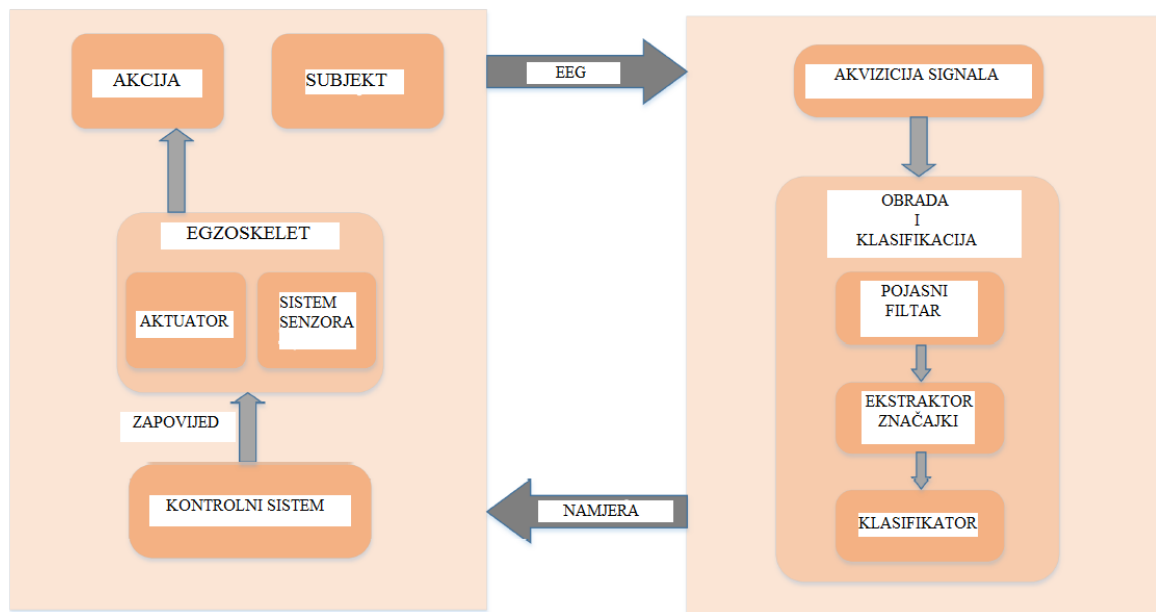 AKCIJA
SUBJEKT
EGZOSKELET
AKTUATOR
SISTEM
SENZORA
ZAPOVIJED
KONTROLNI SISTEM
EEG
NAMJERA
AKVIZICIJA SIGNALA
OBRADA
I
KLASIFIKACIJA
POJASNI
FILTAR
EKSTRAKTOR
ZNAČAJKI
KLASIFIKATOR